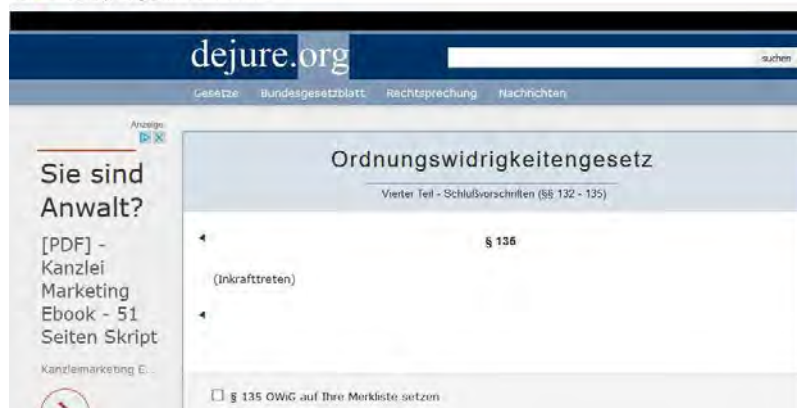 dejure.org
suchen
Gesetze Bundesgesetzblatt Rechtsprechung Nachrichten
Anzeige
Sie sind
Anwalt?
[PDF] -
Kanzlei
Marketing
Ebook - 51
Seiten Skript
Kanzleimarketing E...
Ordnungswidrigkeitengesetz
Vierter Teil - Schlußvorschriften (§§ 132 - 135)
§ 135
(Inkrafttreten)
§ 135 OWiG auf Ihre Merkliste setzen